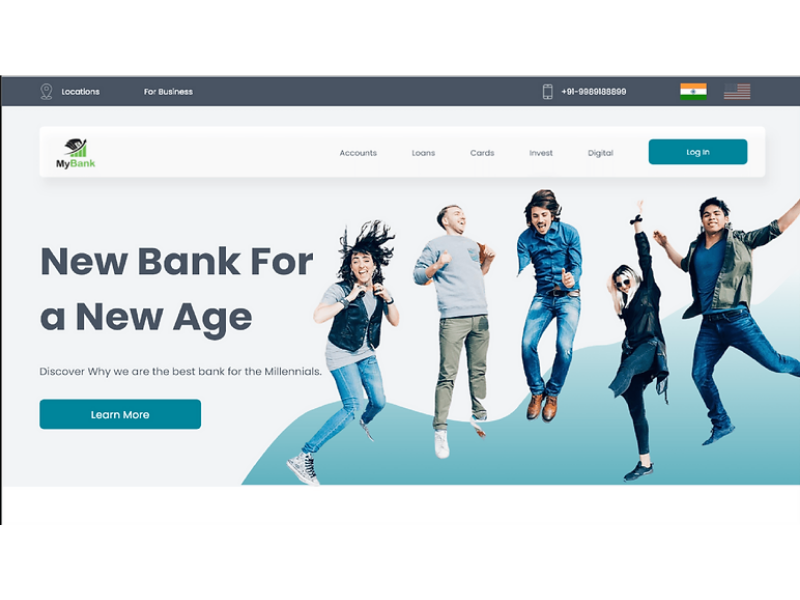 Locations
For Business
+91-9989188899
MyBank
Accounts
Loans
Cards
Invest
Digital
Log In
New Bank For
a New Age
Discover Why we are the best bank for the Millennials.
Learn More